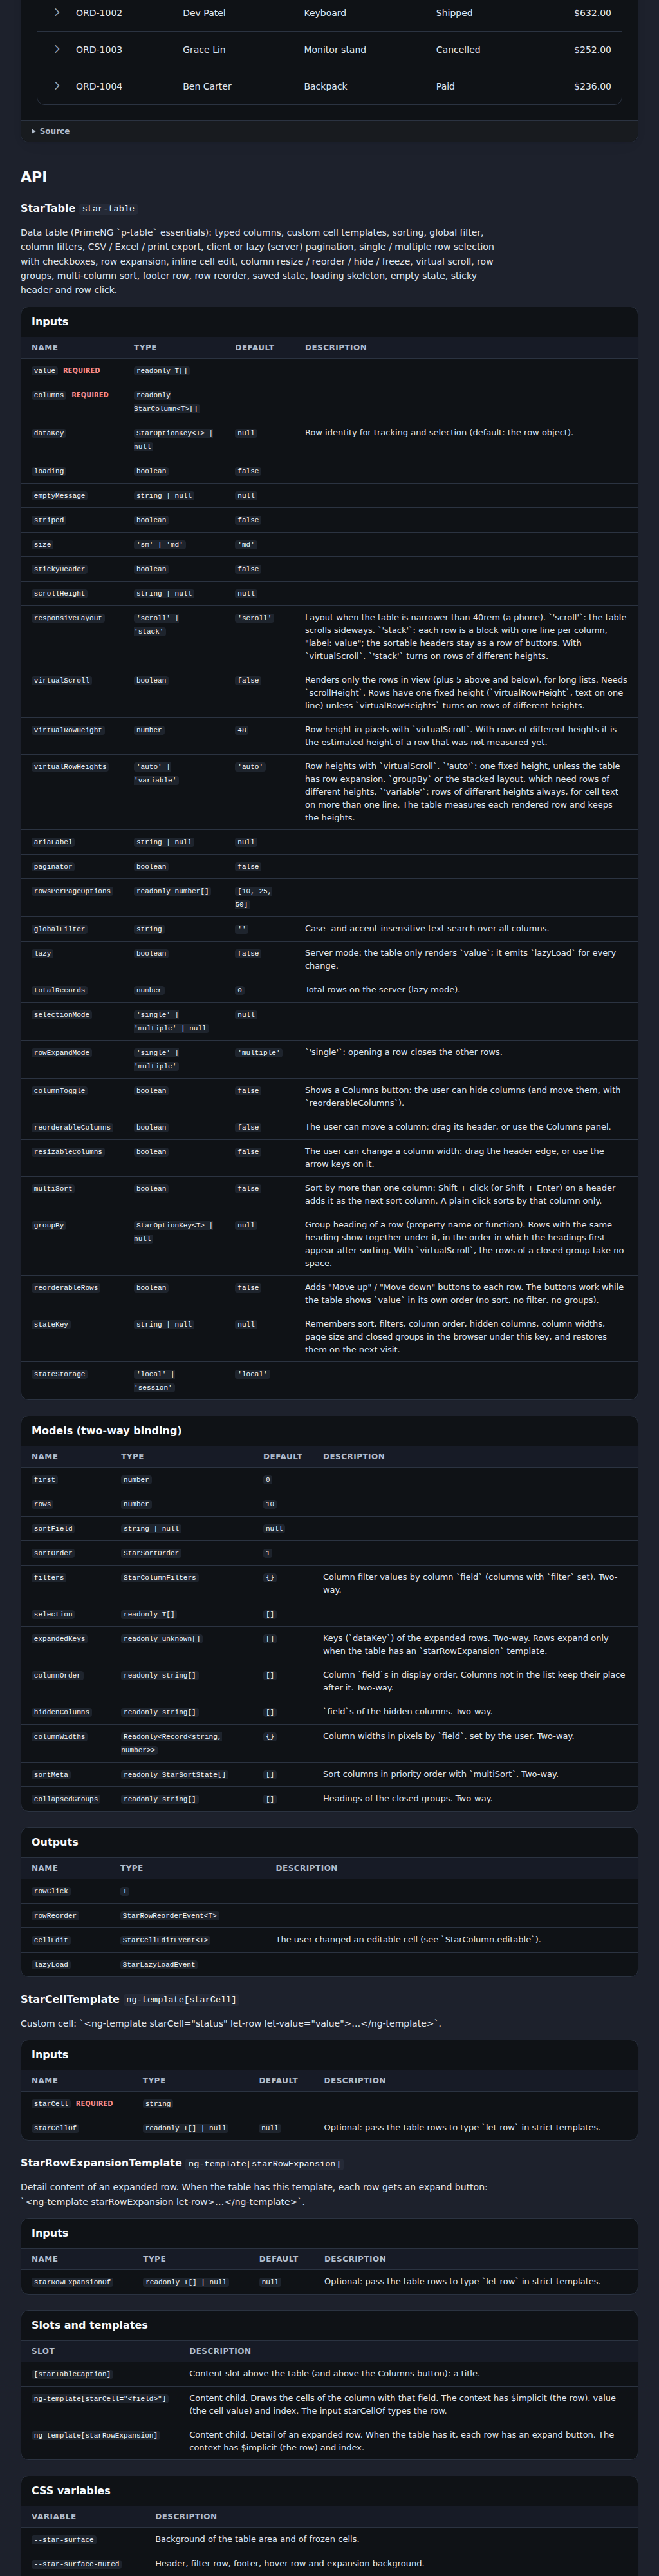 ORD-1002 Dev Patel Keyboard Shipped $632.00
ORD-1003 Grace Lin Monitor stand Cancelled $252.00
ORD-1004 Ben Carter Backpack Paid $236.00
Source
API
StarTable star-table
Data table (PrimeNG `p-table` essentials): typed columns, custom cell templates, sorting, global filter,
column filters, CSV / Excel / print export, client or lazy (server) pagination, single / multiple row selection
with checkboxes, row expansion, inline cell edit, column resize / reorder / hide / freeze, virtual scroll, row
groups, multi-column sort, footer row, row reorder, saved state, loading skeleton, empty state, sticky
header and row click.
Inputs
NAME TYPE DEFAULT DESCRIPTION
value REQUIRED readonly T[]
columns REQUIRED readonly
StarColumn<T>[]
dataKey StarOptionKey<T> | null Row identity for tracking and selection (default: the row object).
null
loading boolean false
emptyMessage string | null null
striped boolean false
size 'sm' | 'md' 'md'
stickyHeader boolean false
scrollHeight string | null null
responsiveLayout 'scroll' | 'scroll' Layout when the table is narrower than 40rem (a phone). `'scroll'`: the table
'stack' scrolls sideways. `'stack'`: each row is a block with one line per column,
"label: value"; the sortable headers stay as a row of buttons. With
`virtualScroll`, `'stack'` turns on rows of different heights.
virtualScroll boolean false Renders only the rows in view (plus 5 above and below), for long lists. Needs
`scrollHeight`. Rows have one fixed height (`virtualRowHeight`, text on one
line) unless `virtualRowHeights` turns on rows of different heights.
virtualRowHeight number 48 Row height in pixels with `virtualScroll`. With rows of different heights it is
the estimated height of a row that was not measured yet.
virtualRowHeights 'auto' | 'auto' Row heights with `virtualScroll`. `'auto'`: one fixed height, unless the table
'variable' has row expansion, `groupBy` or the stacked layout, which need rows of
different heights. `'variable'`: rows of different heights always, for cell text
on more than one line. The table measures each rendered row and keeps
the heights.
ariaLabel string | null null
paginator boolean false
rowsPerPageOptions readonly number[] [10, 25,
50]
globalFilter string '' Case- and accent-insensitive text search over all columns.
lazy boolean false Server mode: the table only renders `value`; it emits `lazyLoad` for every
change.
totalRecords number 0 Total rows on the server (lazy mode).
selectionMode 'single' | null
'multiple' | null
rowExpandMode 'single' | 'multiple' `'single'`: opening a row closes the other rows.
'multiple'
columnToggle boolean false Shows a Columns button: the user can hide columns (and move them, with
`reorderableColumns`).
reorderableColumns boolean false The user can move a column: drag its header, or use the Columns panel.
resizableColumns boolean false The user can change a column width: drag the header edge, or use the
arrow keys on it.
multiSort boolean false Sort by more than one column: Shift + click (or Shift + Enter) on a header
adds it as the next sort column. A plain click sorts by that column only.
groupBy StarOptionKey<T> | null Group heading of a row (property name or function). Rows with the same
null heading show together under it, in the order in which the headings first
appear after sorting. With `virtualScroll`, the rows of a closed group take no
space.
reorderableRows boolean false Adds "Move up" / "Move down" buttons to each row. The buttons work while
the table shows `value` in its own order (no sort, no filter, no groups).
stateKey string | null null Remembers sort, filters, column order, hidden columns, column widths,
page size and closed groups in the browser under this key, and restores
them on the next visit.
stateStorage 'local' | 'local'
'session'
Models (two-way binding)
NAME TYPE DEFAULT DESCRIPTION
first number 0
rows number 10
sortField string | null null
sortOrder StarSortOrder 1
filters StarColumnFilters {} Column filter values by column `field` (columns with `filter` set). Two-
way.
selection readonly T[] []
expandedKeys readonly unknown[] [] Keys (`dataKey`) of the expanded rows. Two-way. Rows expand only
when the table has an `starRowExpansion` template.
columnOrder readonly string[] [] Column `field`s in display order. Columns not in the list keep their place
after it. Two-way.
hiddenColumns readonly string[] [] `field`s of the hidden columns. Two-way.
columnWidths Readonly<Record<string, {} Column widths in pixels by `field`, set by the user. Two-way.
number>>
sortMeta readonly StarSortState[] [] Sort columns in priority order with `multiSort`. Two-way.
collapsedGroups readonly string[] [] Headings of the closed groups. Two-way.
Outputs
NAME TYPE DESCRIPTION
rowClick T
rowReorder StarRowReorderEvent<T>
cellEdit StarCellEditEvent<T> The user changed an editable cell (see `StarColumn.editable`).
lazyLoad StarLazyLoadEvent
StarCellTemplate ng-template[starCell]
Custom cell: `<ng-template starCell="status" let-row let-value="value">…</ng-template>`.
Inputs
NAME TYPE DEFAULT DESCRIPTION
starCell REQUIRED string
starCellOf readonly T[] | null null Optional: pass the table rows to type `let-row` in strict templates.
StarRowExpansionTemplate ng-template[starRowExpansion]
Detail content of an expanded row. When the table has this template, each row gets an expand button:
`<ng-template starRowExpansion let-row>…</ng-template>`.
Inputs
NAME TYPE DEFAULT DESCRIPTION
starRowExpansionOf readonly T[] | null null Optional: pass the table rows to type `let-row` in strict templates.
Slots and templates
SLOT DESCRIPTION
[starTableCaption] Content slot above the table (and above the Columns button): a title.
ng-template[starCell="<field>"] Content child. Draws the cells of the column with that field. The context has $implicit (the row), value
(the cell value) and index. The input starCellOf types the row.
ng-template[starRowExpansion] Content child. Detail of an expanded row. When the table has it, each row has an expand button. The
context has $implicit (the row) and index.
CSS variables
VARIABLE DESCRIPTION
--star-surface Background of the table area and of frozen cells.
--star-surface-muted Header, filter row, footer, hover row and expansion background.